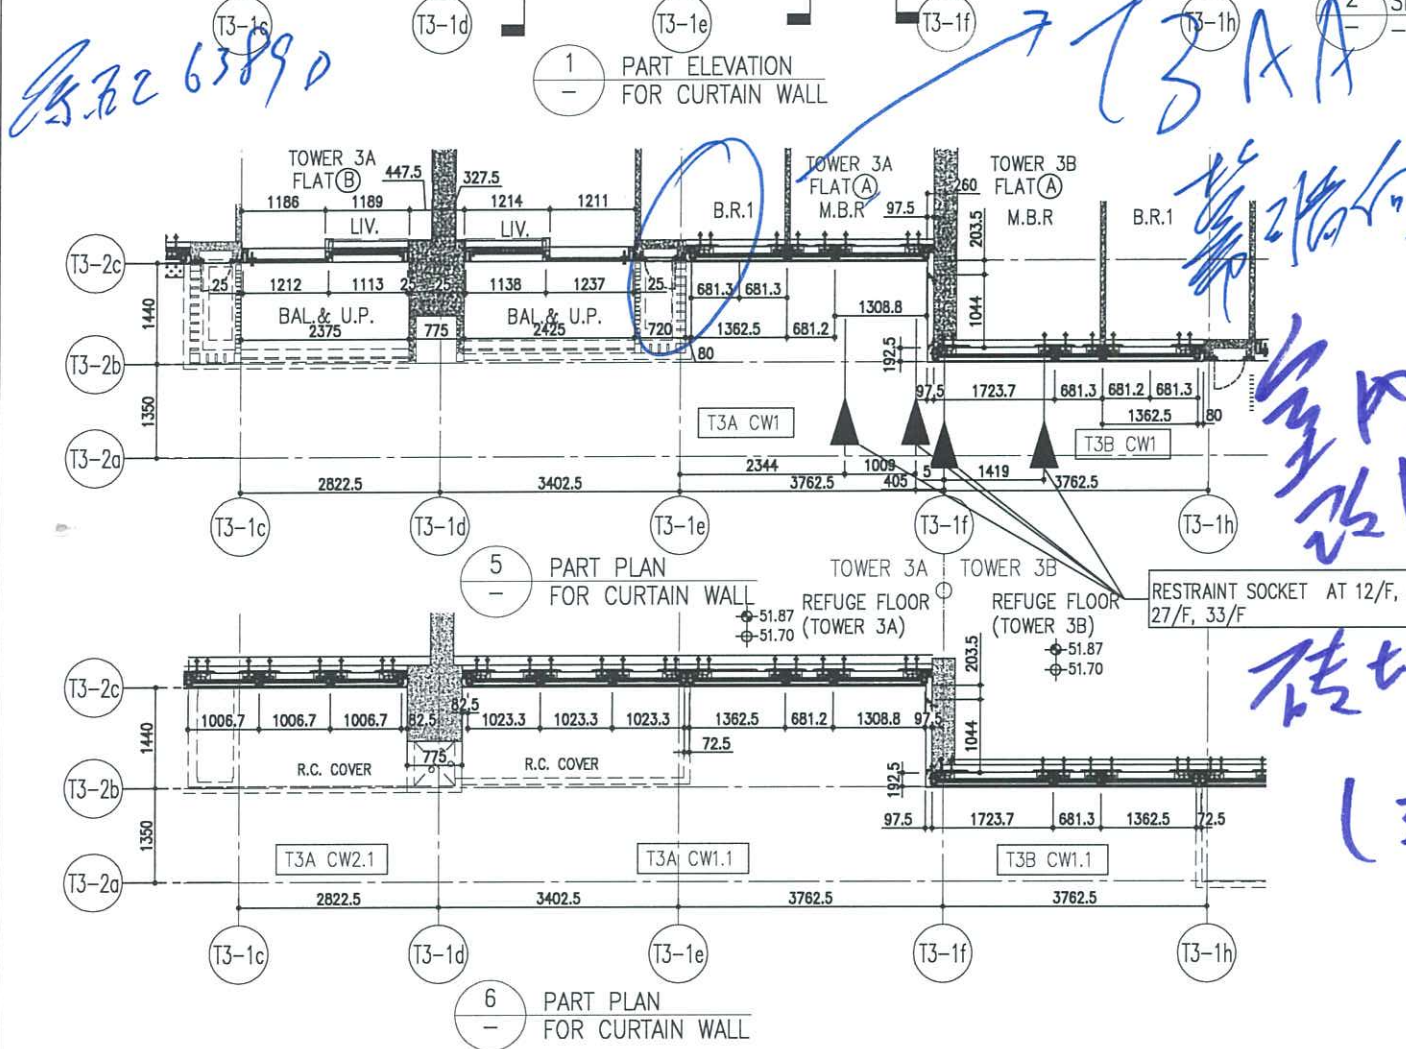 T3-1c T3-1d T3-1e T3-1f T3-1h
2
1
—
PART ELEVATION
FOR CURTAIN WALL
T3AA
TOWER 3A
FLAT B
447.5
327.5
TOWER 3A
FLAT A
M.B.R
TOWER 3B
FLAT A
M.B.R
260
97.5
B.R.1
B.R.1
1186 1189 1214 1211
LIV. LIV.
203.5
T3-2c
25 1212 1113 25 25 1138 1237 25 681.3 681.3
1308.8
1044
1440
BAL.& U.P. BAL.& U.P.
2375 775 2425 720 1362.5 681.2
80
192.5
T3-2b
97.5 1723.7 681.3 681.2 681.3
1362.5 80
1350
T3A CW1
T3B CW1
T3-2a
2344 1009 5 1419
2822.5 3402.5 3762.5 405 3762.5
T3-1c T3-1d T3-1e T3-1f T3-1h
5
—
PART PLAN
FOR CURTAIN WALL
TOWER 3A TOWER 3B
RESTRAINT SOCKET AT 12/F,
27/F, 33/F
51.87
51.70
REFUGE FLOOR
(TOWER 3A)
REFUGE FLOOR
(TOWER 3B)
51.87
51.70
203.5
T3-2c
82.5
1006.7 1006.7 1006.7 82.5 1023.3 1023.3 1023.3 1362.5 681.2 1308.8 97.5
72.5
1044
1440
775
R.C. COVER R.C. COVER
192.5
T3-2b
97.5 1723.7 681.3 1362.5 72.5
1350
T3A CW2.1 T3A CW1.1 T3B CW1.1
T3-2a
2822.5 3402.5 3762.5 3762.5
T3-1c T3-1d T3-1e T3-1f T3-1h
6
—
PART PLAN
FOR CURTAIN WALL